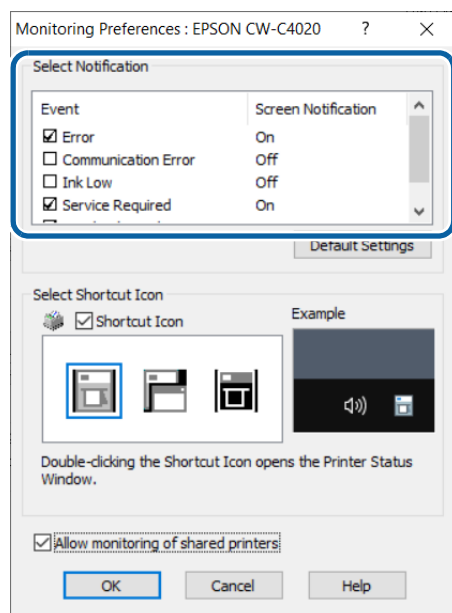 Monitoring Preferences : EPSON CW-C4020 ? ×
Select Notification
Event Screen Notification
Error On
Communication Error Off
Ink Low Off
Service Required On
Default Settings
Select Shortcut Icon
Shortcut Icon
Example
Double-clicking the Shortcut Icon opens the Printer Status
Window.
Allow monitoring of shared printers
OK Cancel Help